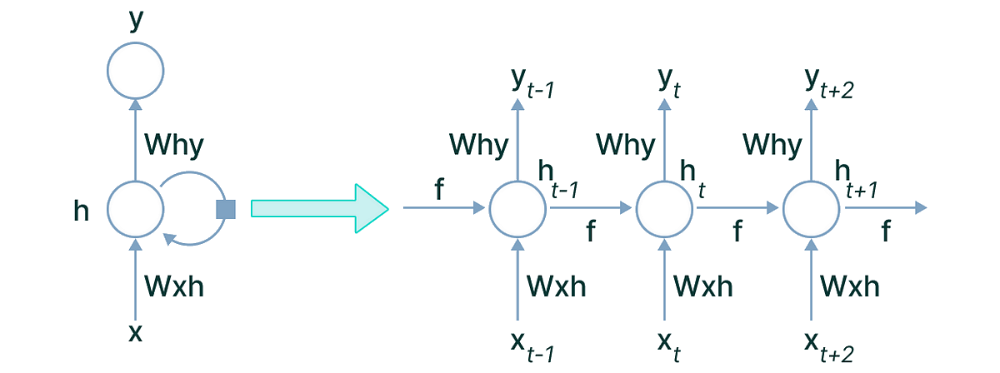 y
Why
h
Wxh
x
y t-1
y t
y t+2
Why
Why
Why
h t-1
h t
h t+1
f
f
f
f
Wxh
Wxh
Wxh
x t-1
x t
x t+2